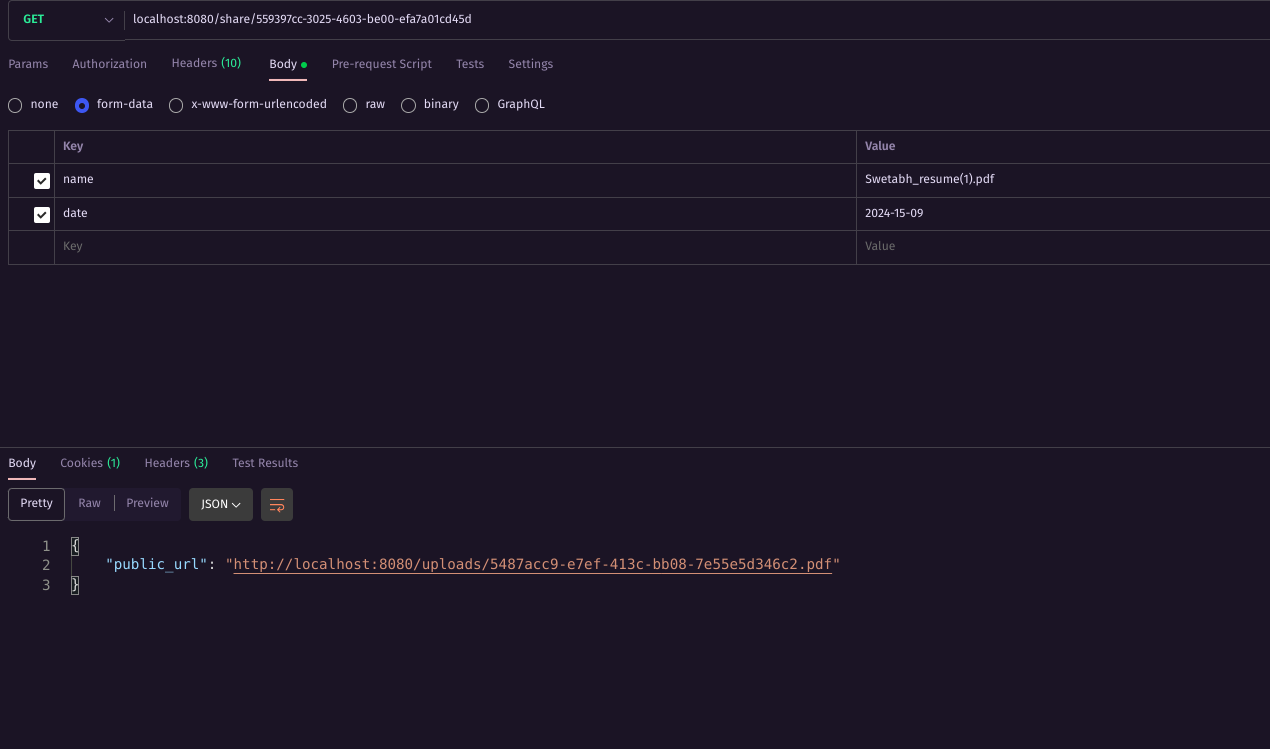 GET localhost:8080/share/559397cc-3025-4603-be00-efa7a01cd45d
Params Authorization Headers (10) Body Pre-request Script Tests Settings
none form-data x-www-form-urlencoded raw binary GraphQL
Key Value
name Swetabh_resume(1).pdf
date 2024-15-09
Key Value
Body Cookies (1) Headers (3) Test Results
Pretty Raw Preview JSON
1 {
2 "public_url": "http://localhost:8080/uploads/5487acc9-e7ef-413c-bb08-7e55e5d346c2.pdf"
3 }